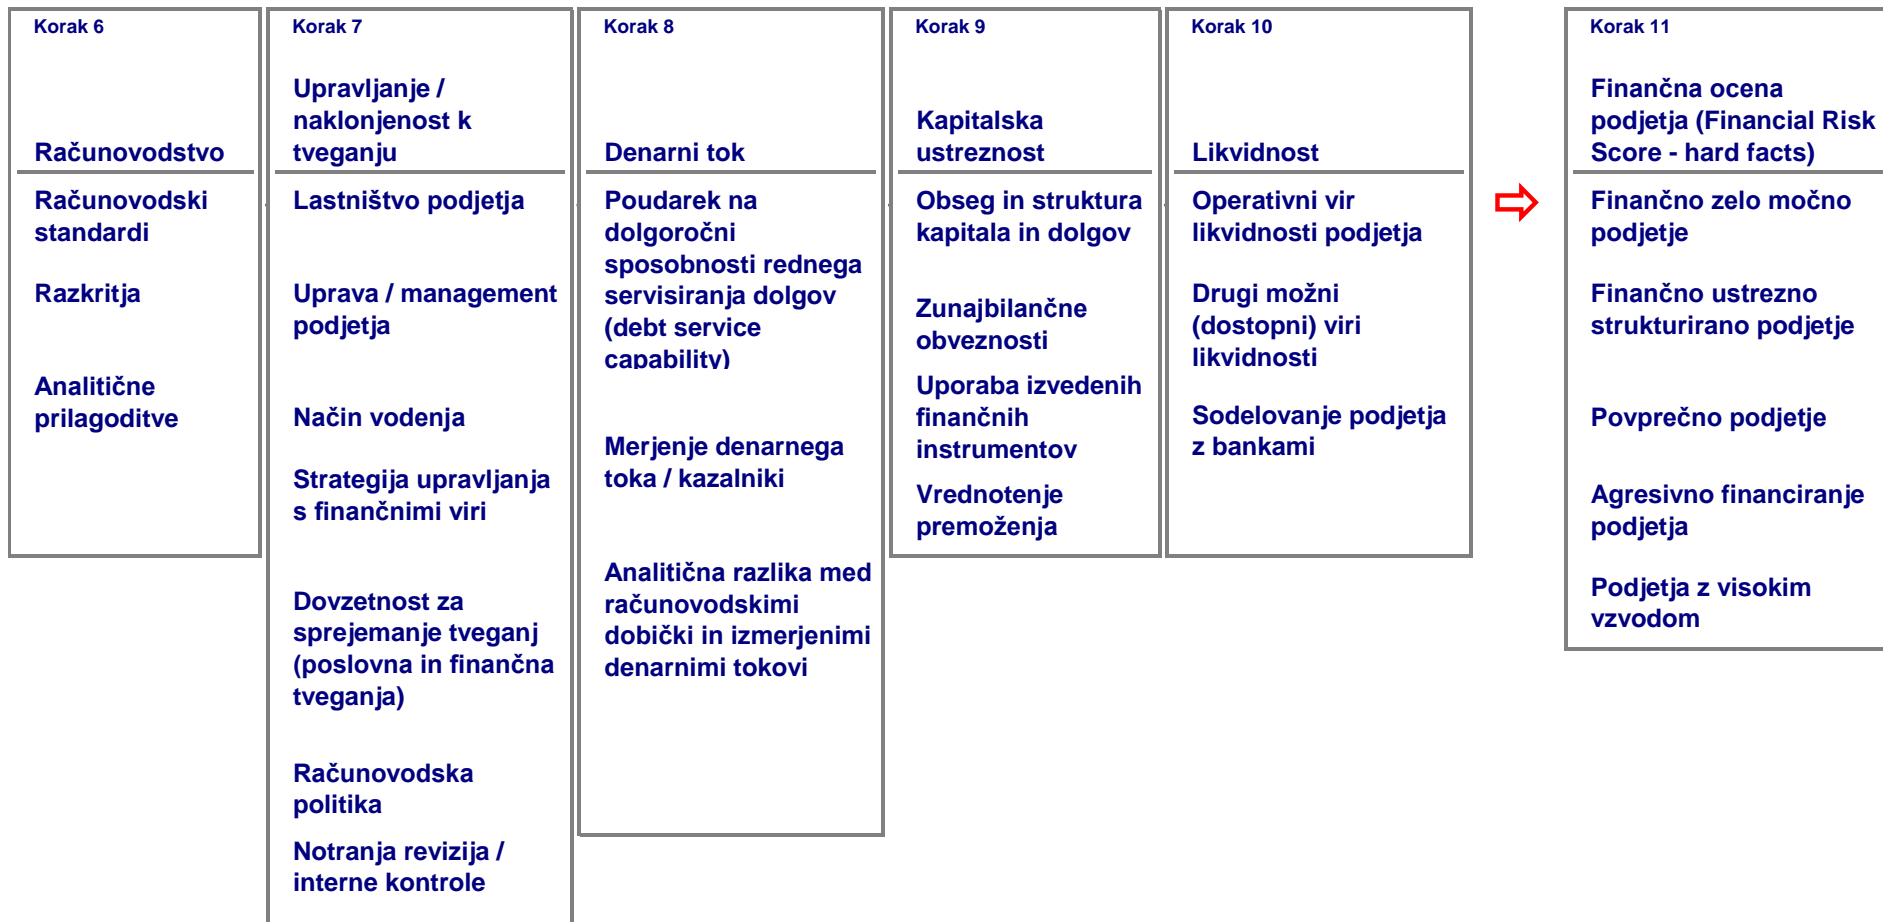 Korak 6
Računovodstvo
Računovodski
standardi
Razkritja
Analitične
prilagoditve
Korak 7
Upravljanje /
naklonjenost k
tveganju
Lastništvo podjetja
Uprava / management
podjetja
Način vodenja
Strategija upravljanja
s finančnimi viri
Dovzetnost za
sprejemanje tveganj
(poslovna in finančna
tveganja)
Računovodska
politika
Notranja revizija /
interne kontrole
Korak 8
Denarni tok
Poudarek na
dolgoročni
sposobnosti rednega
servisiranja dolgov
(debt service
capability)
Merjenje denarnega
toka / kazalniki
Analitična razlika med
računovodskimi
dobički in izmerjenimi
denarnimi tokovi
Korak 9
Kapitalska
ustreznost
Obseg in struktura
kapitala in dolgov
Zunajbilančne
obveznosti
Uporaba izvedenih
finančnih
instrumentov
Vrednotenje
premoženja
Korak 10
Likvidnost
Operativni vir
likvidnosti podjetja
Drugi možni
(dostopni) viri
likvidnosti
Sodelovanje podjetja
z bankami
Korak 11
Finančna ocena
podjetja (Financial Risk
Score - hard facts)
Finančno zelo močno
podjetje
Finančno ustrezno
strukturirano podjetje
Povprečno podjetje
Agresivno financiranje
podjetja
Podjetja z visokim
vzvodom